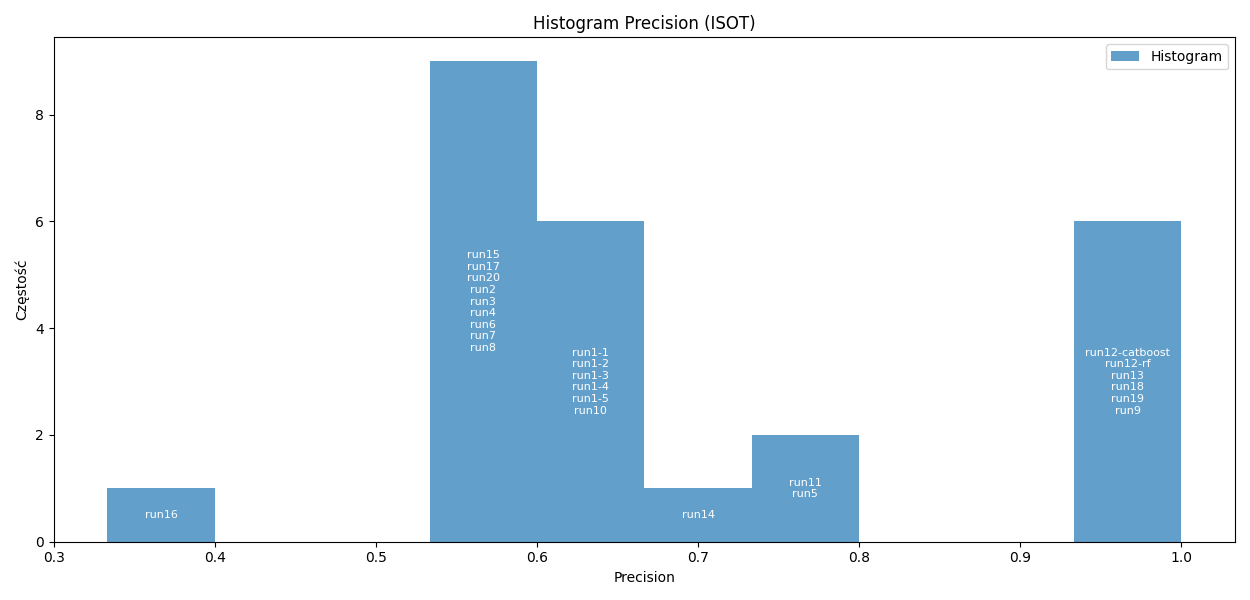 Histogram Precision (ISOT)
Histogram
Częstość
8
6
4
2
0
run16
run15
run17
run20
run2
run3
run4
run6
run7
run8
run1-1
run1-2
run1-3
run1-4
run1-5
run10
run14
run11
run5
run12-catboost
run12-rf
run13
run18
run19
run9
0.3 0.4 0.5 0.6 0.7 0.8 0.9 1.0
Precision